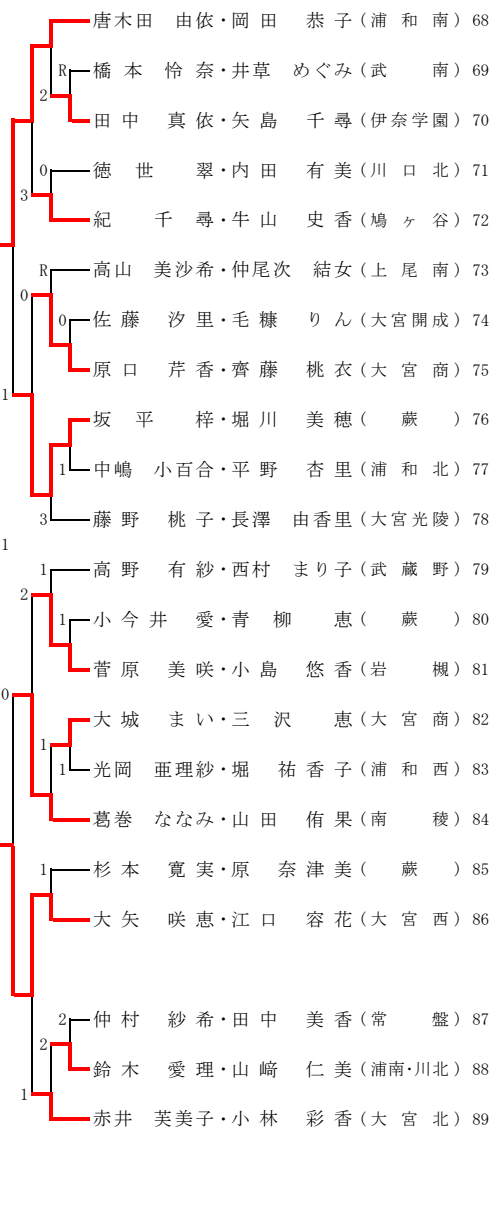 唐木田 由依・岡田 恭子(浦和南) 68
R 橋本 怜奈・井草 めぐみ(武南) 69
2
田中 真依・矢島 千尋(伊奈学園) 70
0 徳世 翠・内田 有美(川口北) 71
3
紀 千尋・牛山 史香(鳩ヶ谷) 72
R 高山 美沙希・仲尾次 結女(上尾南) 73
0
0 佐藤 汐里・毛糠 りん(大宮開成) 74
原口 芹香・齊藤 桃衣(大宮商) 75
1
坂平 梓・堀川 美穂(蕨) 76
1 中嶋 小百合・平野 杏里(浦和北) 77
3 藤野 桃子・長澤 由香里(大宮光陵) 78
1
1 高野 有紗・西村 まり子(武蔵野) 79
2
1 小今井 愛・青柳 恵(蕨) 80
菅原 美咲・小島 悠香(岩槻) 81
0
大城 まい・三沢 恵(大宮商) 82
1
1 光岡 亜理紗・堀 祐香子(浦和西) 83
葛巻 ななみ・山田 侑果(南稜) 84
1 杉本 寛実・原 奈津美(蕨) 85
大矢 咲恵・江口 容花(大宮西) 86
2 仲村 紗希・田中 美香(常盤) 87
2
鈴木 愛理・山﨑 仁美(浦南・川北) 88
1
赤井 芙美子・小林 彩香(大宮北) 89